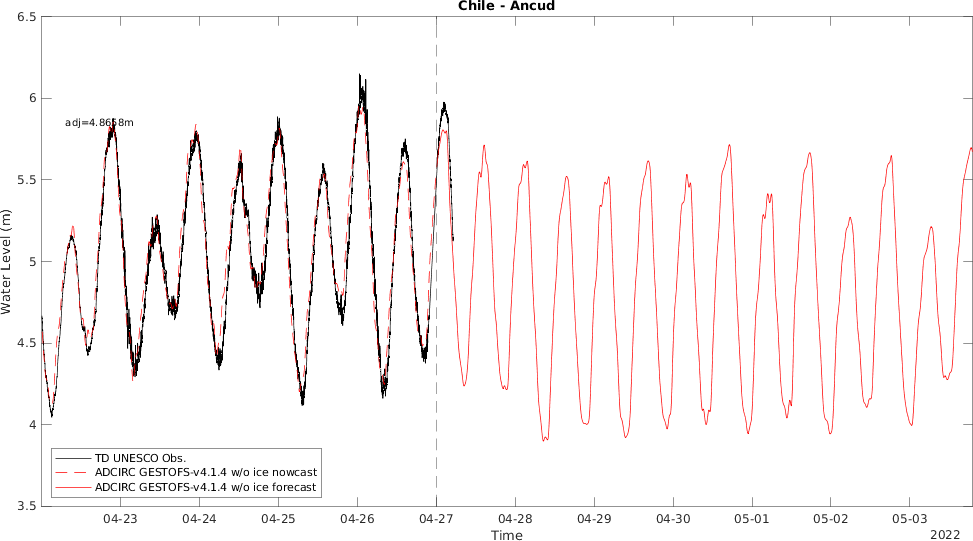 Chile - Ancud
6.5
6
5.5
5
4.5
4
3.5
Water Level (m)
adj=4.8658m
TD UNESCO Obs.
ADCIRC GESTOFS-v4.1.4 w/o ice nowcast
ADCIRC GESTOFS-v4.1.4 w/o ice forecast
04-23 04-24 04-25 04-26 04-27 04-28 04-29 04-30 05-01 05-02 05-03
Time
2022